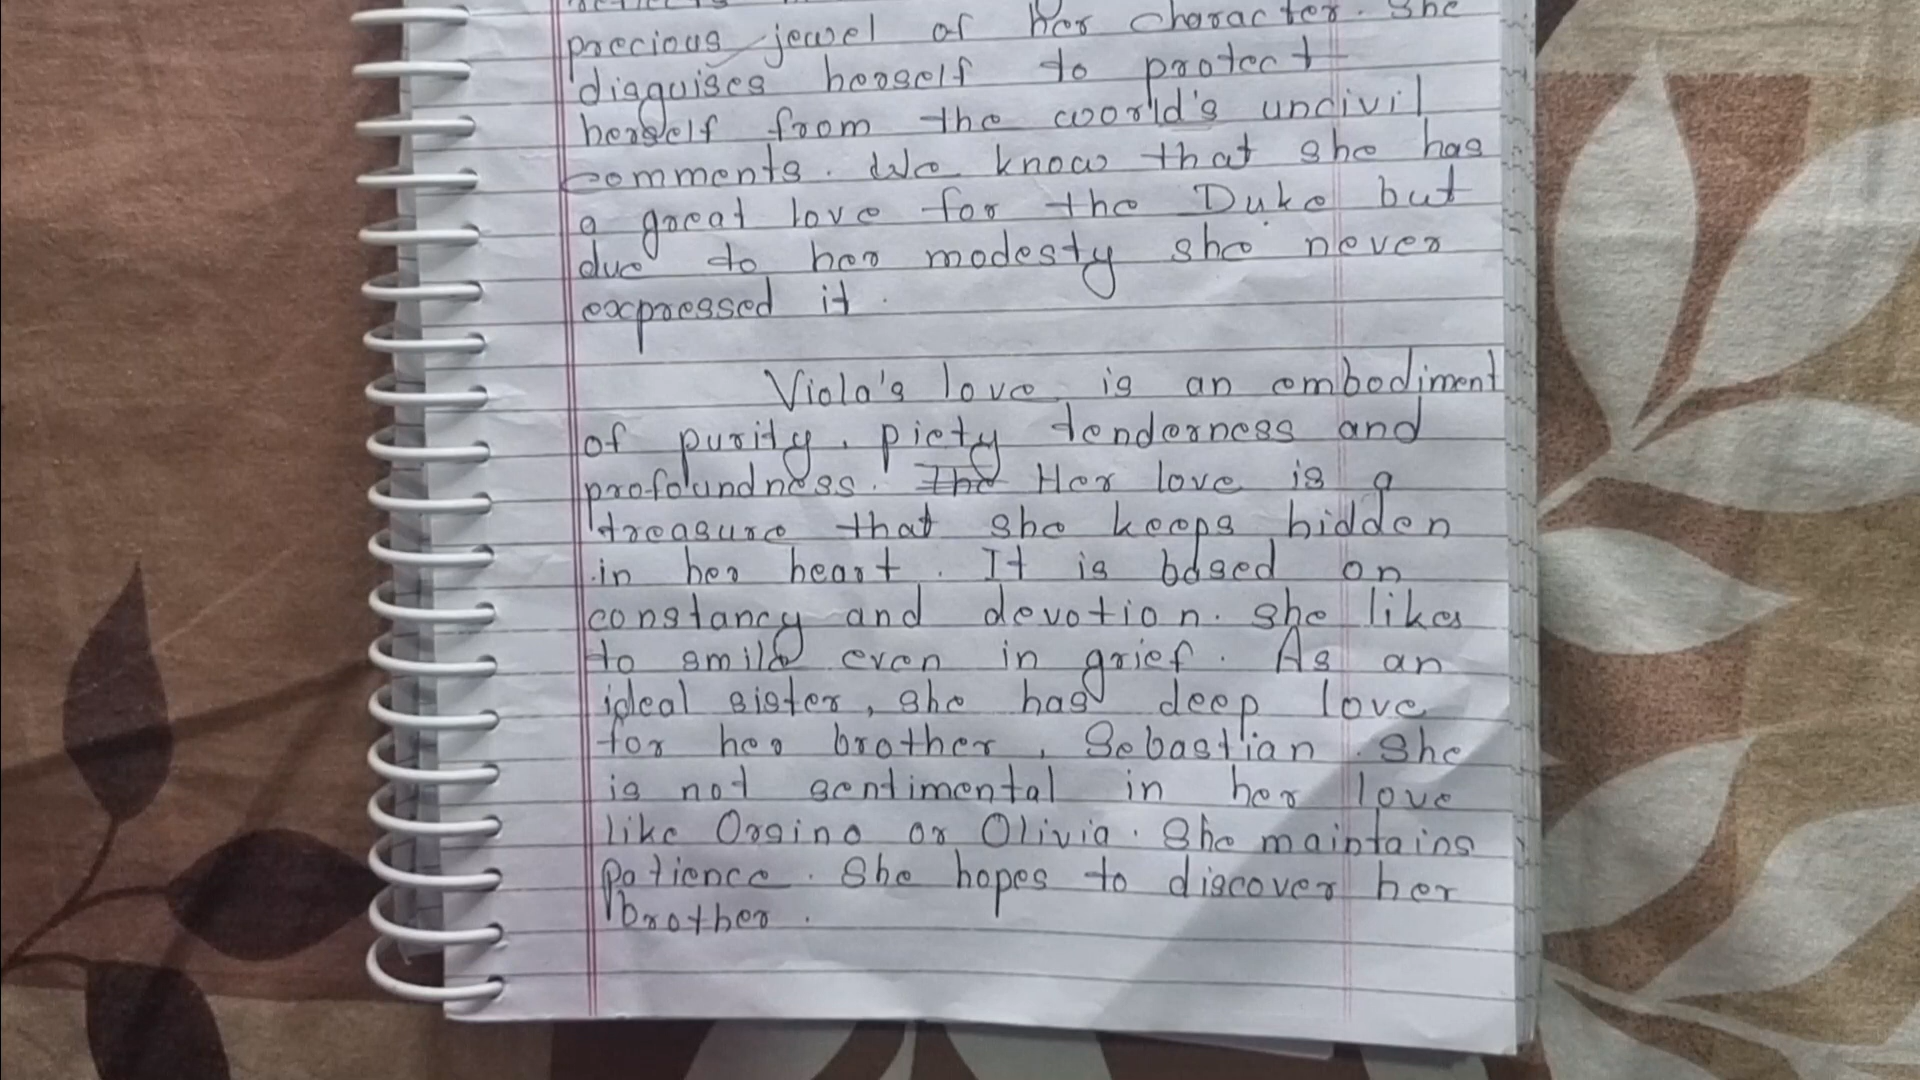 precious jewel of her character. She
disguises herself to protect
herself from the world's undivil
comments. We know that she has
a great love for the Duke but
due to her modesty she never
expressed it.
Viola's love is an embodiment
of purity, piety tenderness and
profoundness. The Her love is a
treasure that she keeps hidden
in her heart. It is based on
constancy and devotion. She likes
to smile even in grief. As an
ideal sister, she has deep love
for her brother, Sebastian. She
is not sentimental in her love
like Orsino or Olivia. She maintains
patience. She hopes to discover her
brother.